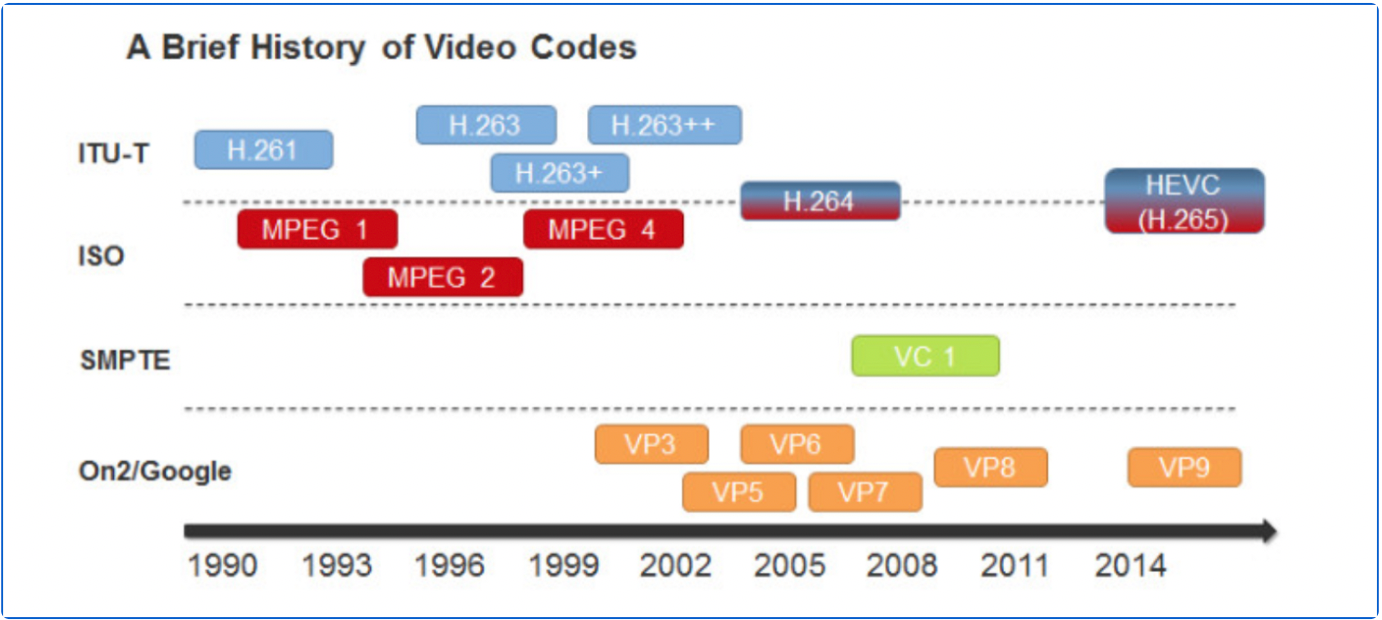 A Brief History of Video Codes
ITU-T
H.261
H.263
H.263+
H.263++
H.264
HEVC
(H.265)
ISO
MPEG 1
MPEG 2
MPEG 4
SMPTE
VC 1
On2/Google
VP3
VP5
VP6
VP7
VP8
VP9
1990 1993 1996 1999 2002 2005 2008 2011 2014